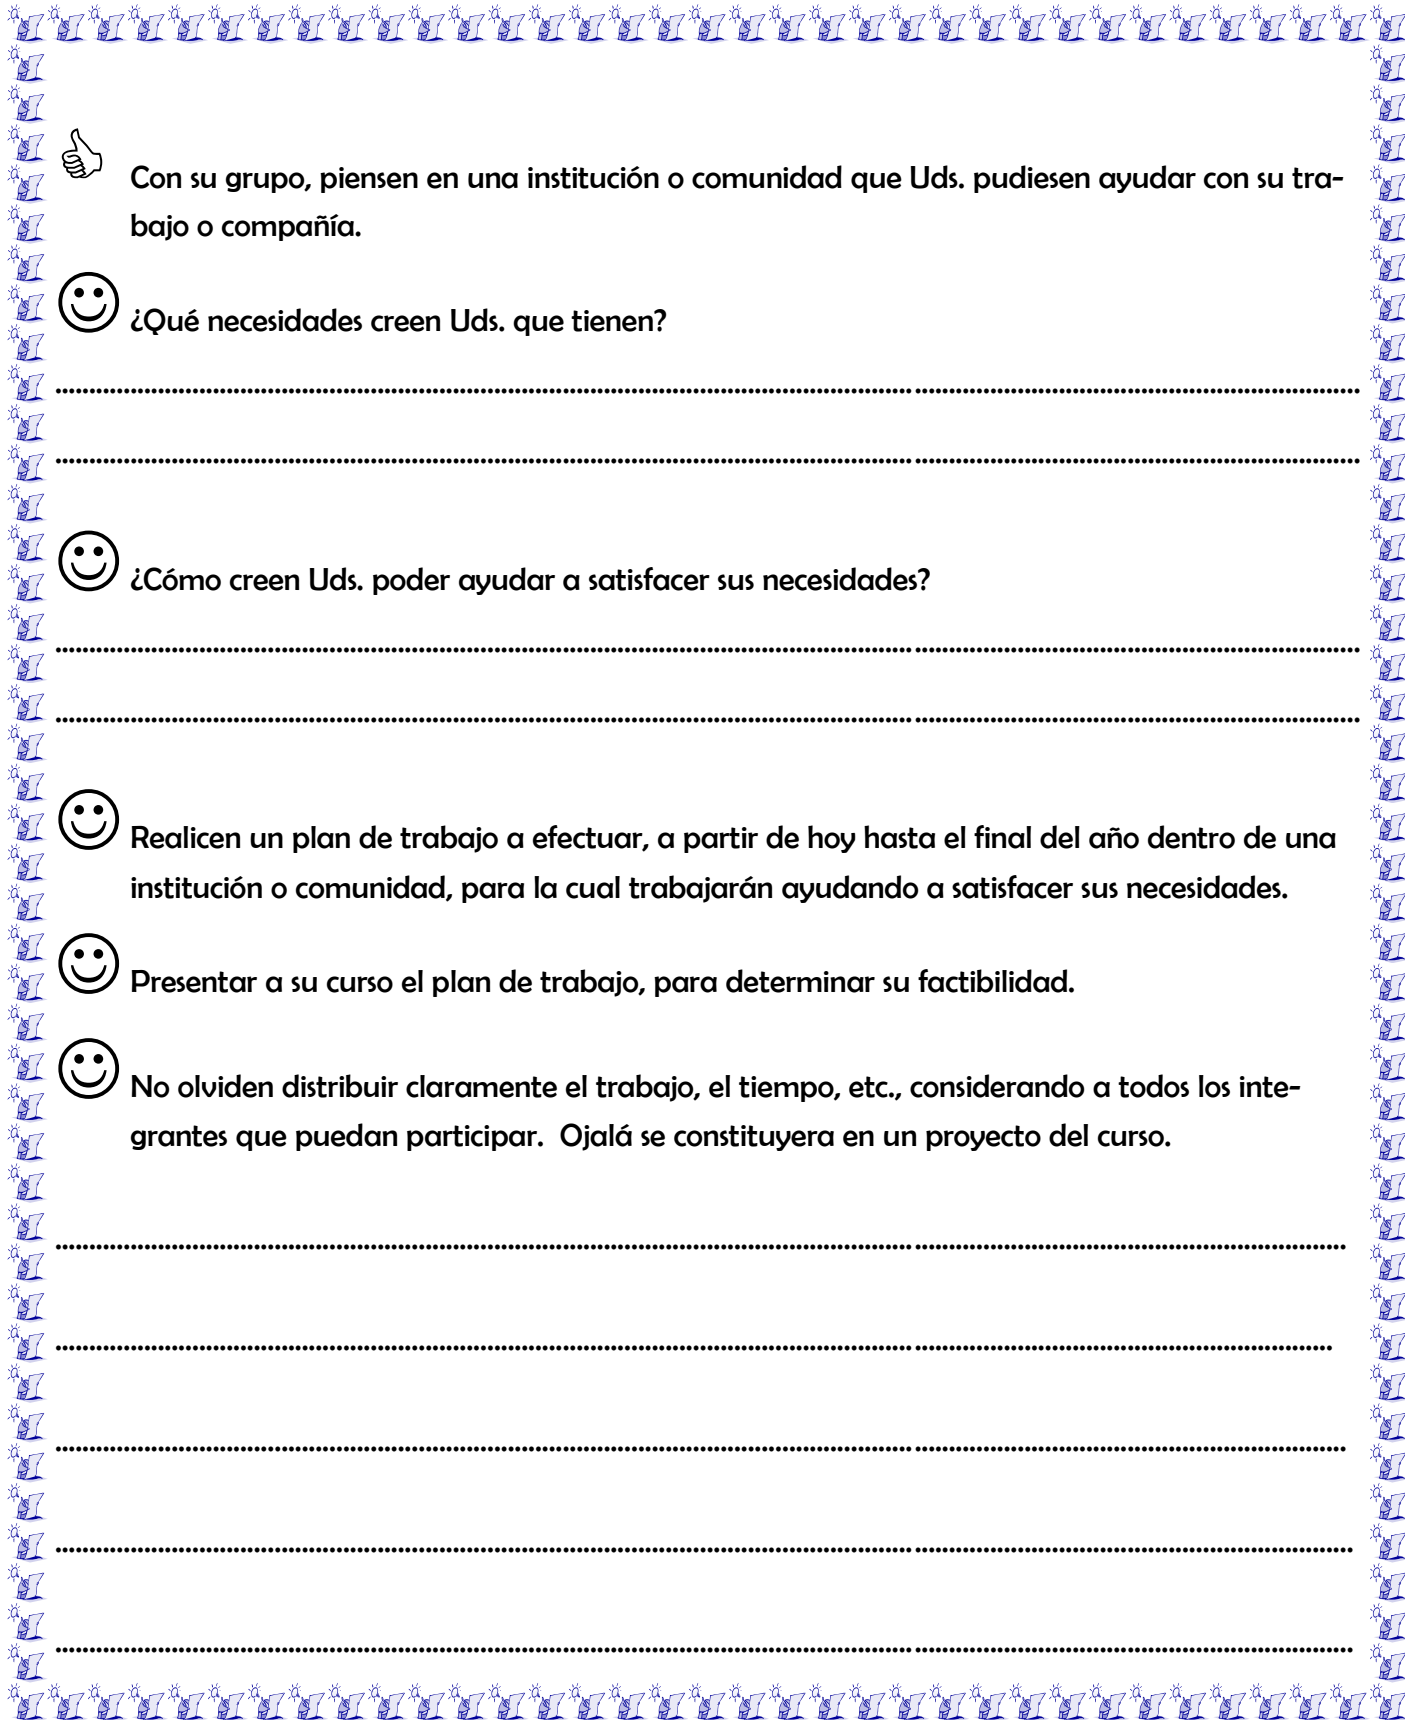 Con su grupo, piensen en una institución o comunidad que Uds. pudiesen ayudar con su tra-
bajo o compañía.
¿Qué necesidades creen Uds. que tienen?
¿Cómo creen Uds. poder ayudar a satisfacer sus necesidades?
Realicen un plan de trabajo a efectuar, a partir de hoy hasta el final del año dentro de una
institución o comunidad, para la cual trabajarán ayudando a satisfacer sus necesidades.
Presentar a su curso el plan de trabajo, para determinar su factibilidad.
No olviden distribuir claramente el trabajo, el tiempo, etc., considerando a todos los inte-
grantes que puedan participar.  Ojalá se constituyera en un proyecto del curso.